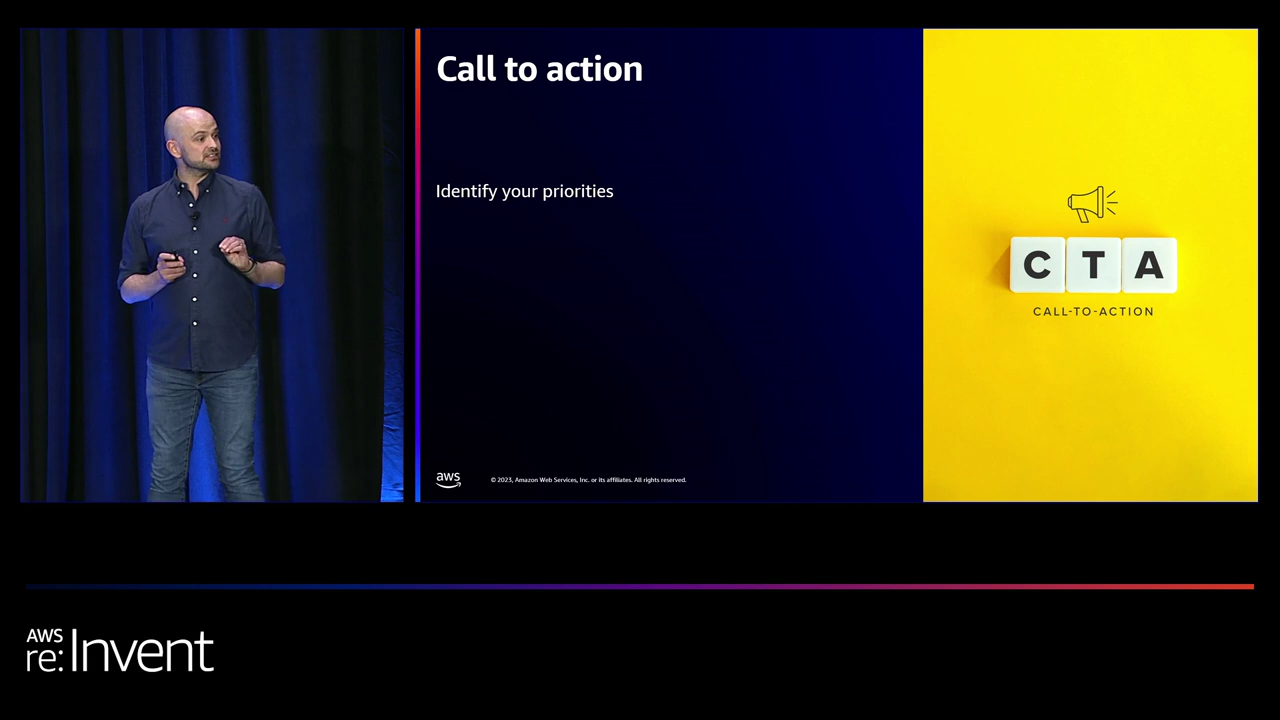 Call to action
Identify your priorities
C T A
CALL-TO-ACTION
aws
© 2023, Amazon Web Services, Inc. or its affiliates. All rights reserved.
AWS
re:Invent